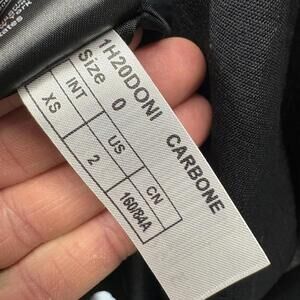 1H20DONI CARBONE
Size 0
INT US CN
XS 2 160/84A